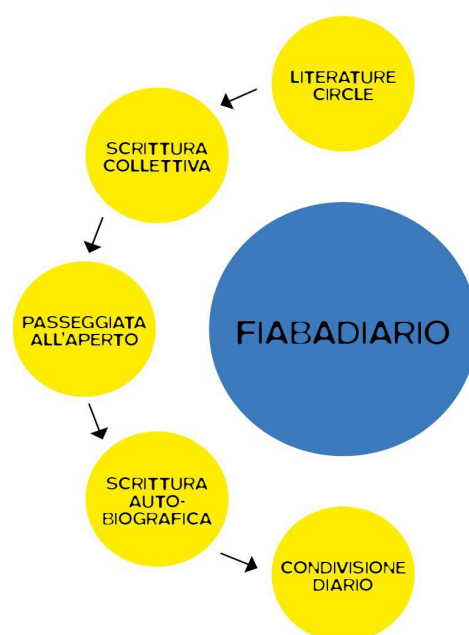 LITERATURE
CIRCLE
SCRITTURA
COLLETTIVA
PASSEGGIATA
ALL'APERTO
FIABADIARIO
SCRITTURA
AUTO-
BIOGRAFICA
CONDIVISIONE
DIARIO